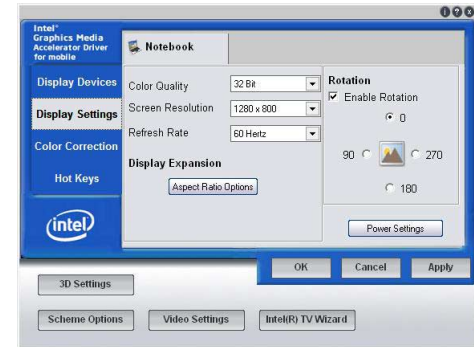 Intel®
Graphics Media
Accelerator Driver
for mobile
Notebook
Display Devices
Display Settings
Color Correction
Hot Keys
intel
Color Quality
32 Bit
Screen Resolution
1280 x 800
Refresh Rate
60 Hertz
Display Expansion
Aspect Ratio Options
Rotation
Enable Rotation
0
90
270
180
Power Settings
OK
Cancel
Apply
3D Settings
Scheme Options
Video Settings
Intel(R) TV Wizard